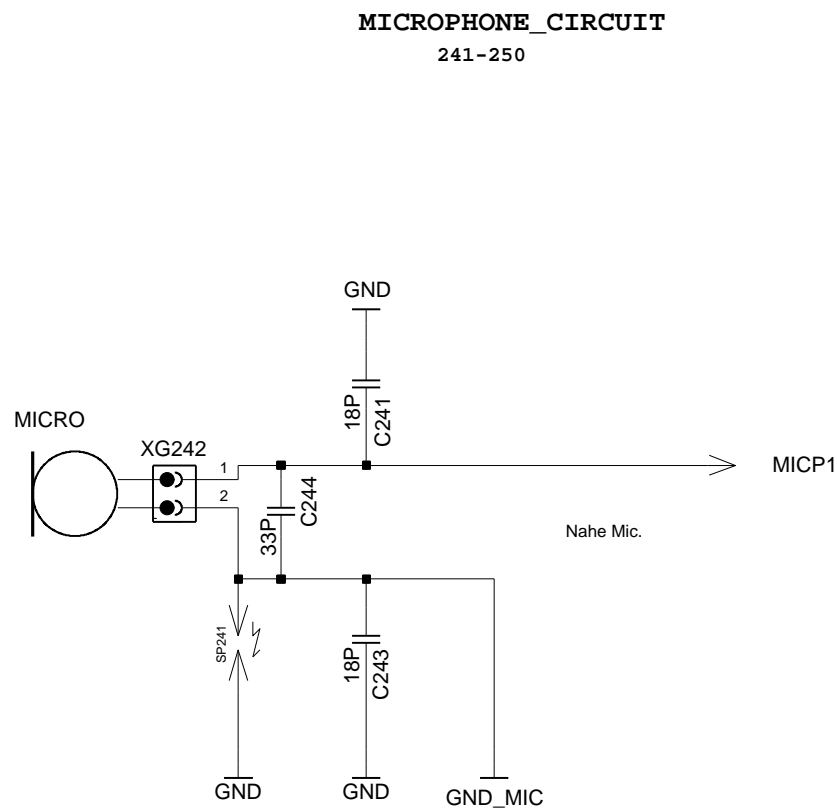 MICROPHONE_CIRCUIT
241-250
GND
18P
C241
MICRO
XG242
1
MICP1
2
33P
C244
Nahe Mic.
SP241
18P
C243
GND
GND
GND_MIC